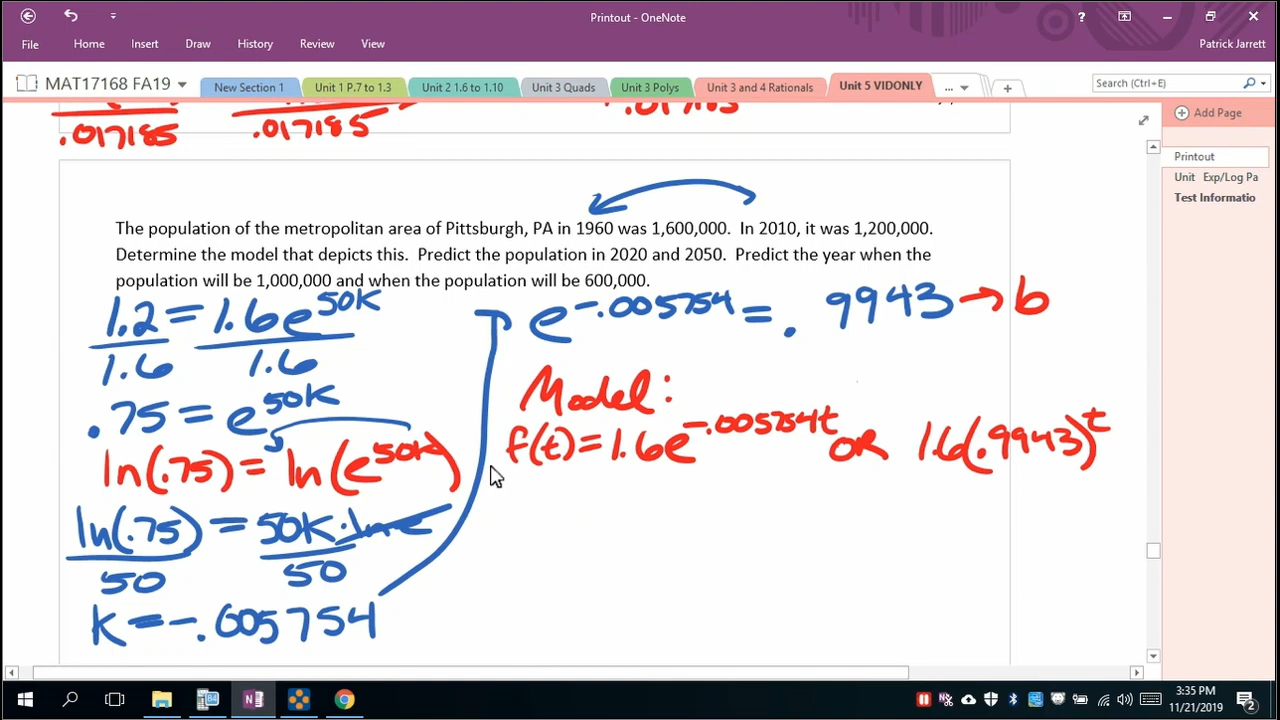 Printout - OneNote
File Home Insert Draw History Review View
Patrick Jarrett
MAT17168 FA19
New Section 1
Unit 1 P.7 to 1.3
Unit 2 1.6 to 1.10
Unit 3 Quads
Unit 3 Polys
Unit 3 and 4 Rationals
Unit 5 VIDONLY
...
Search (Ctrl+E)
Add Page
Printout
Unit Exp/Log Pa
Test Informatio
.017185 .017185 .017185
The population of the metropolitan area of Pittsburgh, PA in 1960 was 1,600,000. In 2010, it was 1,200,000.
Determine the model that depicts this. Predict the population in 2020 and 2050. Predict the year when the
population will be 1,000,000 and when the population will be 600,000.
1.2 = 1.6e^50K
1.6 1.6
.75 = e^50K
ln(.75) = ln(e^50K)
ln(.75) = 50K·ln e
50 50
K = -.005754
e^-.005754 = .9943 → b
Model:
f(t) = 1.6e^-.005754t OR 1.6(.9943)^t
3:35 PM
11/21/2019
2